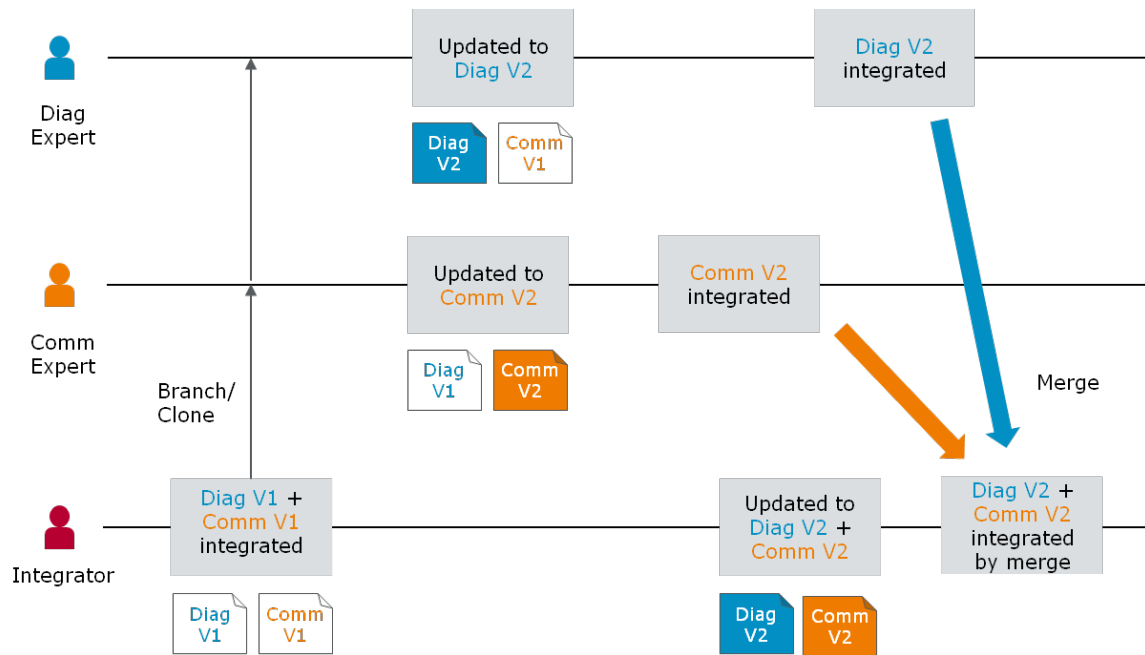 Updated to
Diag V2
Diag V2
integrated
Diag
Expert
Diag
V2
Comm
V1
Updated to
Comm V2
Comm V2
integrated
Comm
Expert
Diag
V1
Comm
V2
Branch/
Clone
Merge
Diag V1 +
Comm V1
integrated
Updated to
Diag V2 +
Comm V2
Diag V2 +
Comm V2
integrated
by merge
Integrator
Diag
V1
Comm
V1
Diag
V2
Comm
V2